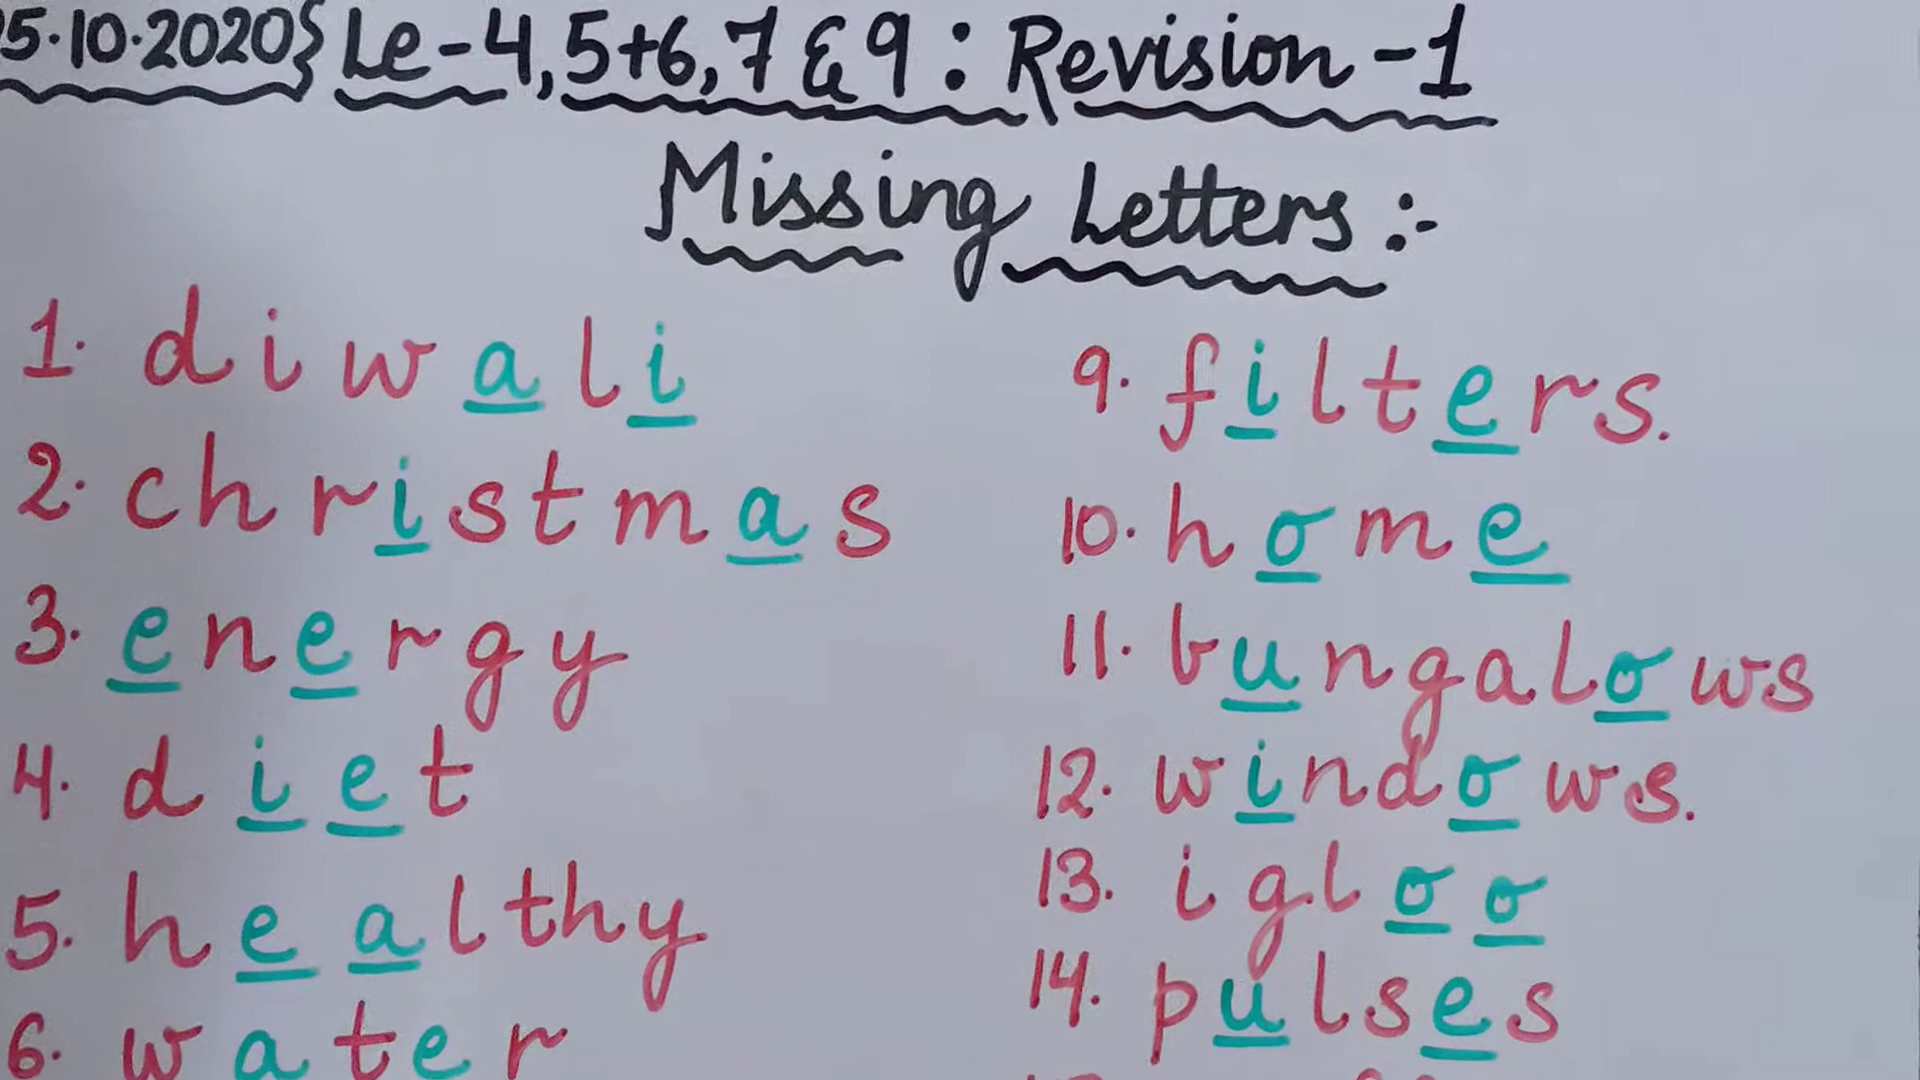 5.10.2020} Le-4,5+6,7 & 9 : Revision -1
Missing Letters :-
1. diwali
2. christmas
3. energy
4. diet
5. healthy
6. water
9. filters.
10. home
11. bungalows
12. windows.
13. igloo
14. pulses